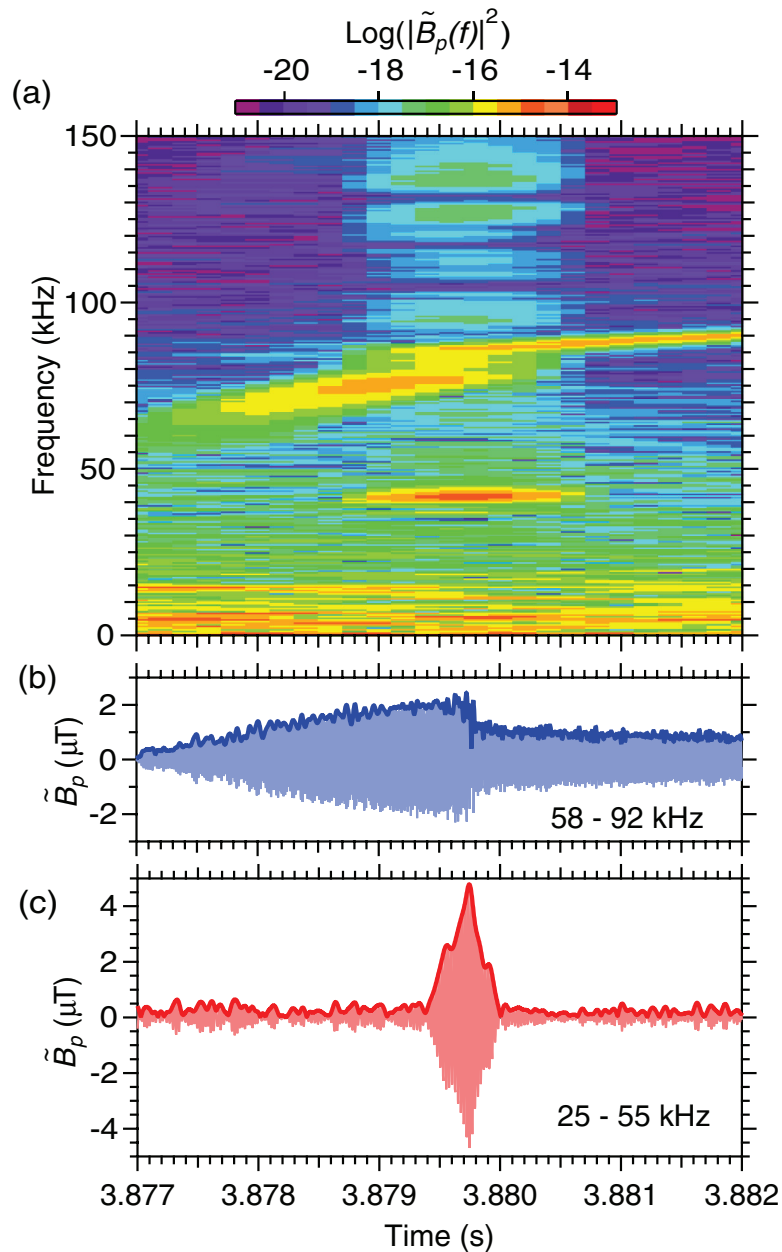 Log(|B̃p(f)|²)
-20 -18 -16 -14
(a)
150
100
50
0
Frequency (kHz)
(b)
2
0
-2
B̃p (µT)
58 - 92 kHz
(c)
4
2
0
-2
-4
B̃p (µT)
25 - 55 kHz
3.877 3.878 3.879 3.880 3.881 3.882
Time (s)